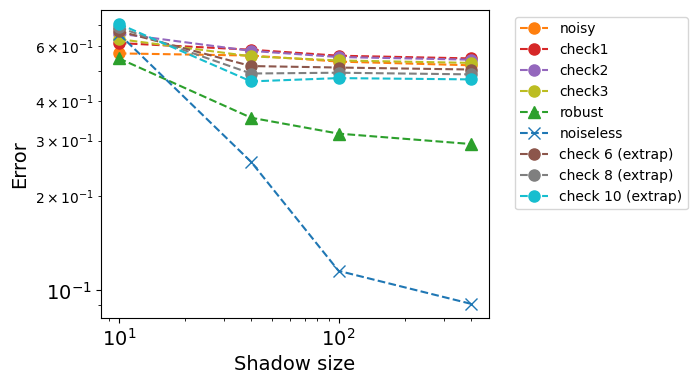 6 × 10⁻¹
4 × 10⁻¹
3 × 10⁻¹
2 × 10⁻¹
10⁻¹
Error
10¹
10²
Shadow size
noisy
check1
check2
check3
robust
noiseless
check 6 (extrap)
check 8 (extrap)
check 10 (extrap)